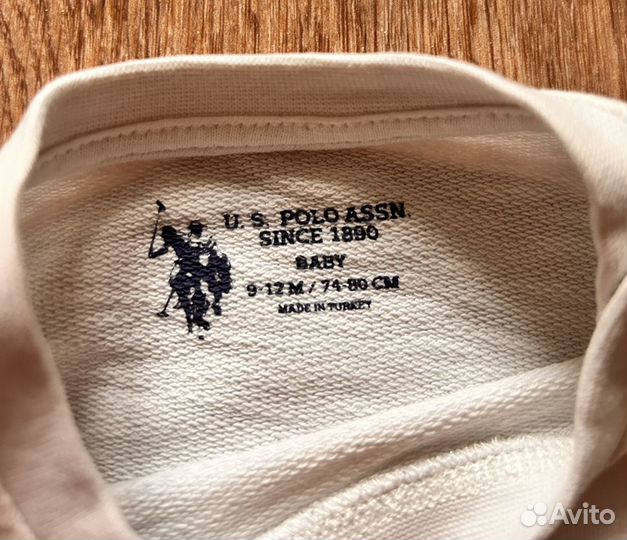 U. S. POLO ASSN.
SINCE 1890
BABY
9-12 M / 74-80 CM
MADE IN TURKEY
Avito